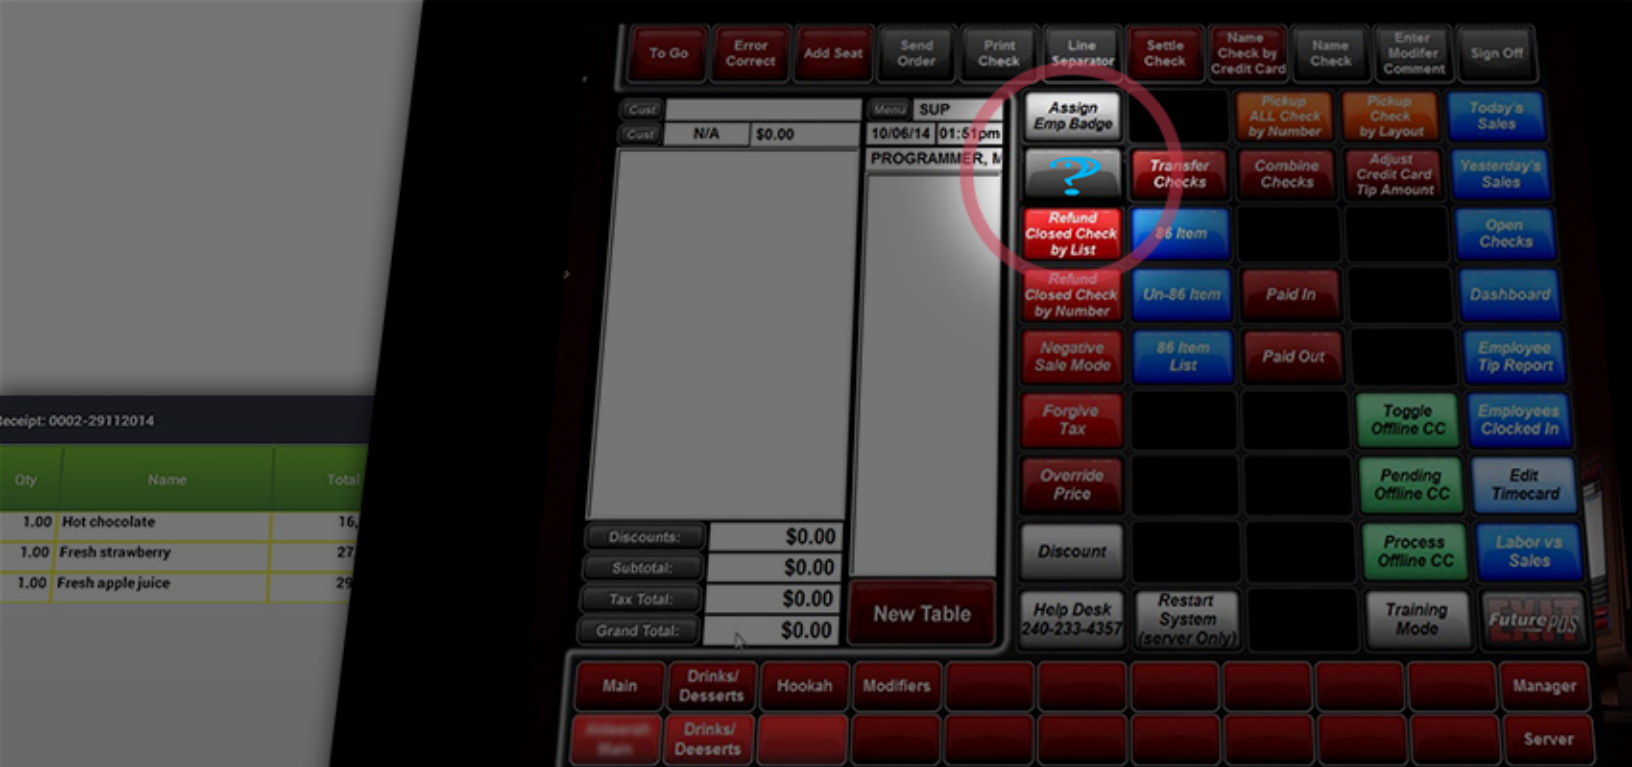 To Go
Error
Correct
Add Seat
Send
Order
Print
Check
Line
Separator
Settle
Check
Name
Check by
Credit Card
Name
Check
Enter
Modifer
Comment
Sign Off
Cust
Menu
SUP
Cust
N/A
$0.00
10/06/14
01:51pm
PROGRAMMER, M
Assign
Emp Badge
Pickup
ALL Check
by Number
Pickup
Check
by Layout
Today's
Sales
?
Transfer
Checks
Combine
Checks
Adjust
Credit Card
Tip Amount
Yesterday's
Sales
Refund
Closed Check
by List
86 Item
Open
Checks
Refund
Closed Check
by Number
Un-86 Item
Paid In
Dashboard
Negative
Sale Mode
86 Item
List
Paid Out
Employee
Tip Report
Forgive
Tax
Toggle
Offline CC
Employees
Clocked In
Override
Price
Pending
Offline CC
Edit
Timecard
Discount
Process
Offline CC
Labor vs
Sales
Help Desk
240-233-4357
Restart
System
(server Only)
Training
Mode
EXIT
FuturePOS
Discounts:
$0.00
Subtotal:
$0.00
Tax Total:
$0.00
Grand Total:
$0.00
New Table
Main
Drinks/
Desserts
Hookah
Modifiers
Manager
Main
Drinks/
Deeserts
Server
Receipt: 0002-29112014
Qty
Name
Total
1.00
Hot chocolate
16,
1.00
Fresh strawberry
27,
1.00
Fresh apple juice
29